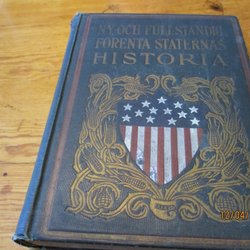 NY OCH FULLSTÄNDIG
FÖRENTA STATERNAS
HISTORIA